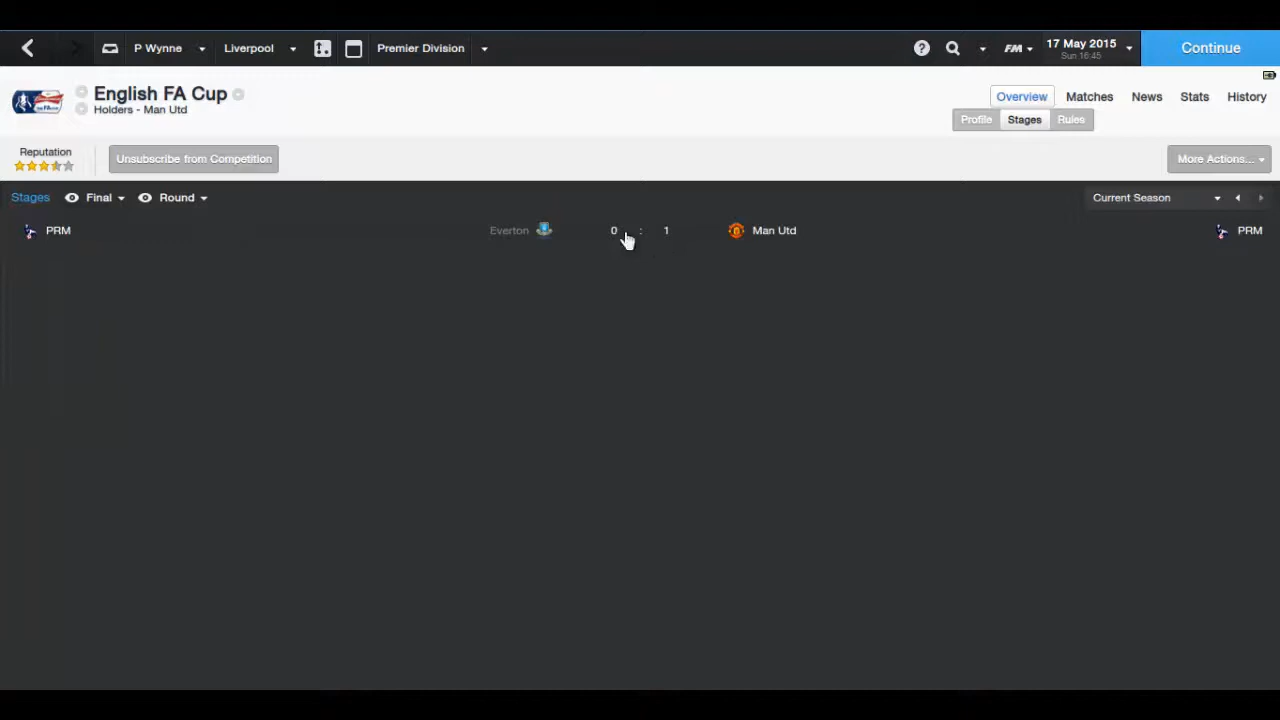 P Wynne Liverpool Premier Division ? FM 17 May 2015 Continue
Sun 16:45
English FA Cup
Holders - Man Utd
Overview Matches News Stats History
Profile Stages Rules
Reputation
Unsubscribe from Competition
More Actions...
Stages Final Round Current Season
PRM Everton 0 : 1 Man Utd PRM